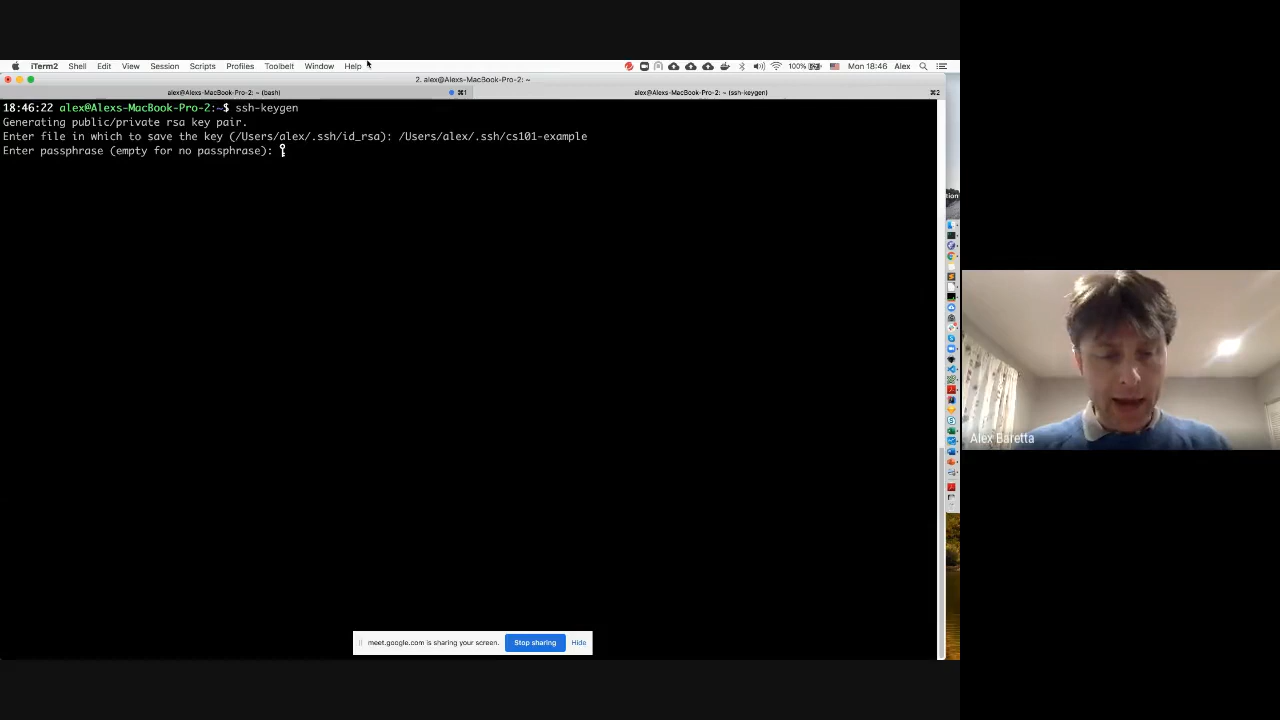 iTerm2 Shell Edit View Session Scripts Profiles Toolbelt Window Help 100% Mon 18:46 Alex
2. alex@Alexs-MacBook-Pro-2: ~
alex@Alexs-MacBook-Pro-2: ~ (bash) ⌘1 alex@Alexs-MacBook-Pro-2: ~ (ssh-keygen) ⌘2
18:46:22 alex@Alexs-MacBook-Pro-2:~$ ssh-keygen
Generating public/private rsa key pair.
Enter file in which to save the key (/Users/alex/.ssh/id_rsa): /Users/alex/.ssh/cs101-example
Enter passphrase (empty for no passphrase):
tion
Alex Baretta
meet.google.com is sharing your screen. Stop sharing Hide